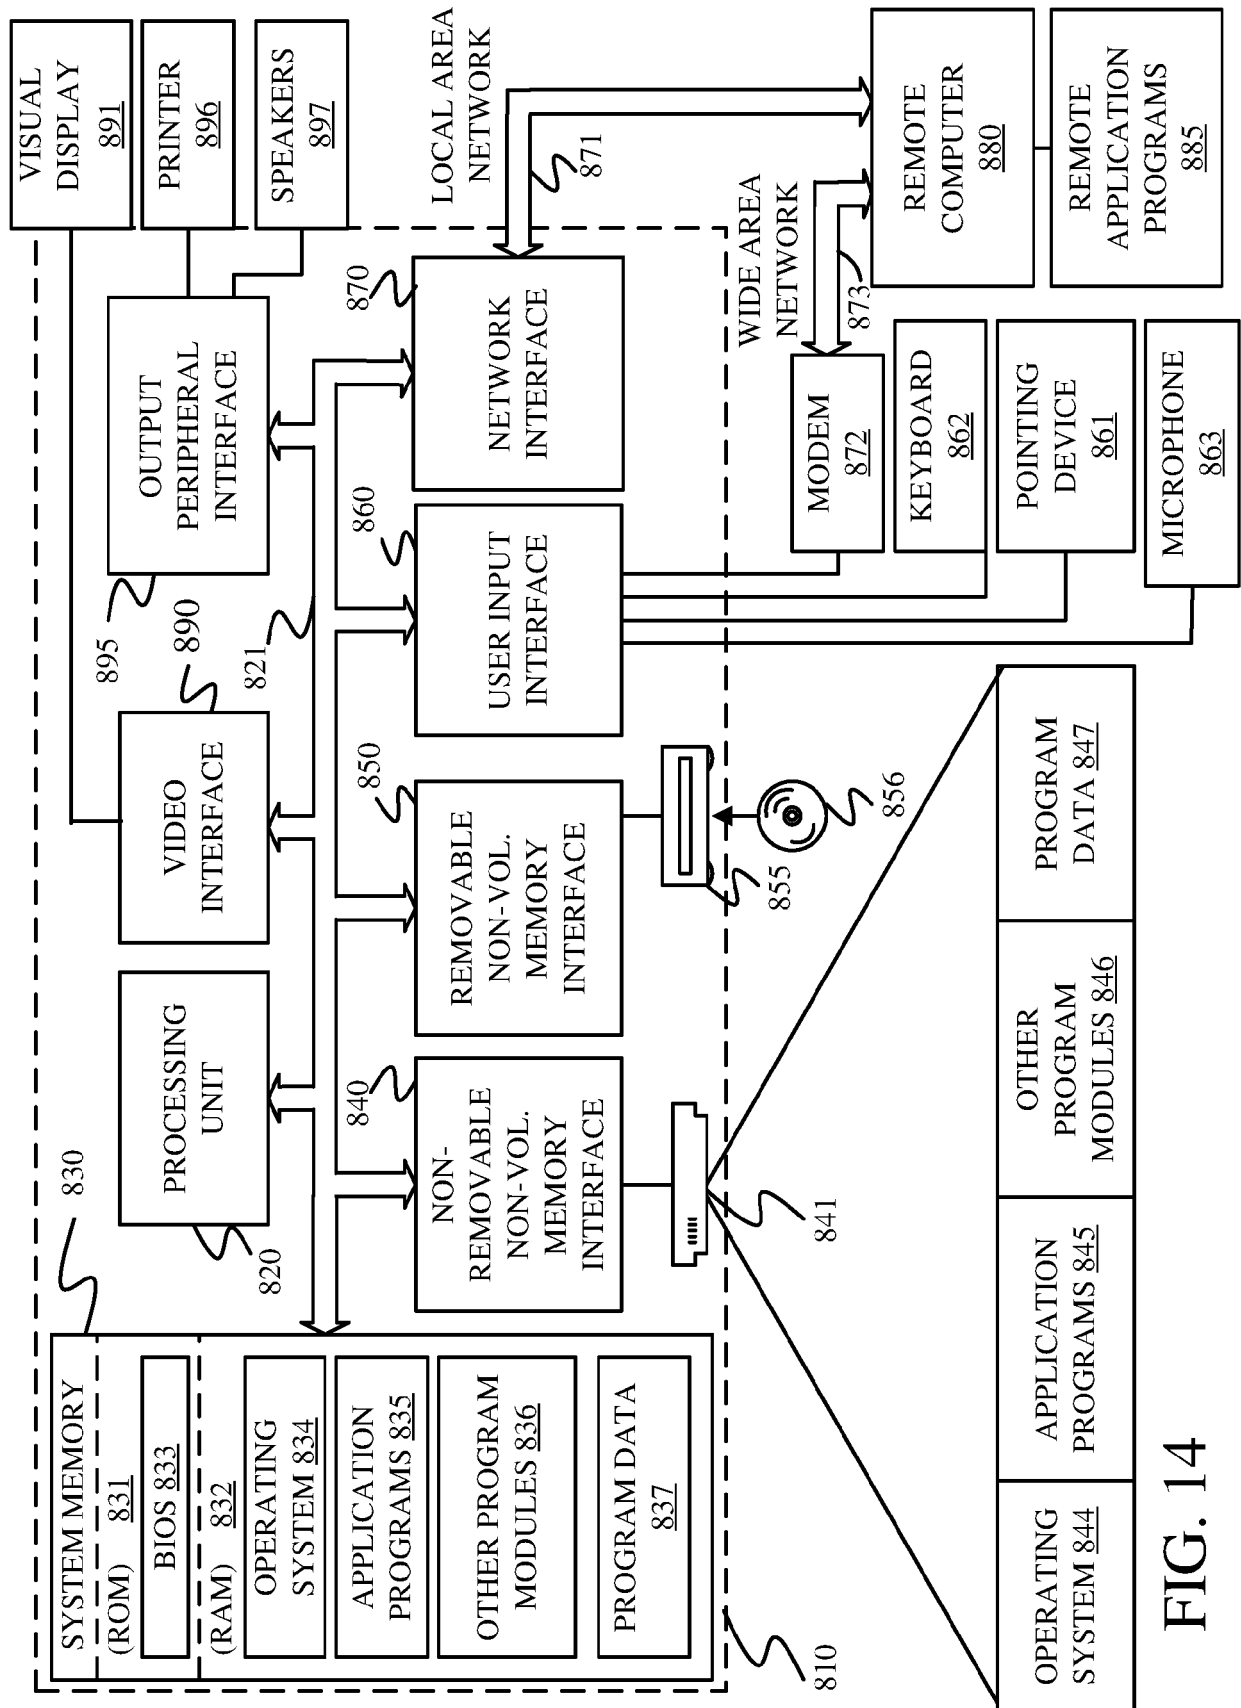 SYSTEM MEMORY
(ROM) 831
BIOS 833
(RAM) 832
OPERATING
SYSTEM 834
APPLICATION
PROGRAMS 835
OTHER PROGRAM
MODULES 836
PROGRAM DATA
837
830
810
PROCESSING
UNIT
820
VIDEO
INTERFACE
890
OUTPUT
PERIPHERAL
INTERFACE
895
821
VISUAL
DISPLAY
891
PRINTER
896
SPEAKERS
897
NON-
REMOVABLE
NON-VOL.
MEMORY
INTERFACE
840
REMOVABLE
NON-VOL.
MEMORY
INTERFACE
850
USER INPUT
INTERFACE
860
NETWORK
INTERFACE
870
LOCAL AREA
NETWORK
871
WIDE AREA
NETWORK
873
MODEM
872
KEYBOARD
862
POINTING
DEVICE
861
MICROPHONE
863
REMOTE
COMPUTER
880
REMOTE
APPLICATION
PROGRAMS
885
841
855
856
OPERATING
SYSTEM 844
APPLICATION
PROGRAMS 845
OTHER
PROGRAM
MODULES 846
PROGRAM
DATA 847
FIG. 14